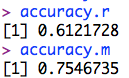 > accuracy.r
[1] 0.6121728
> accuracy.m
[1] 0.7546735